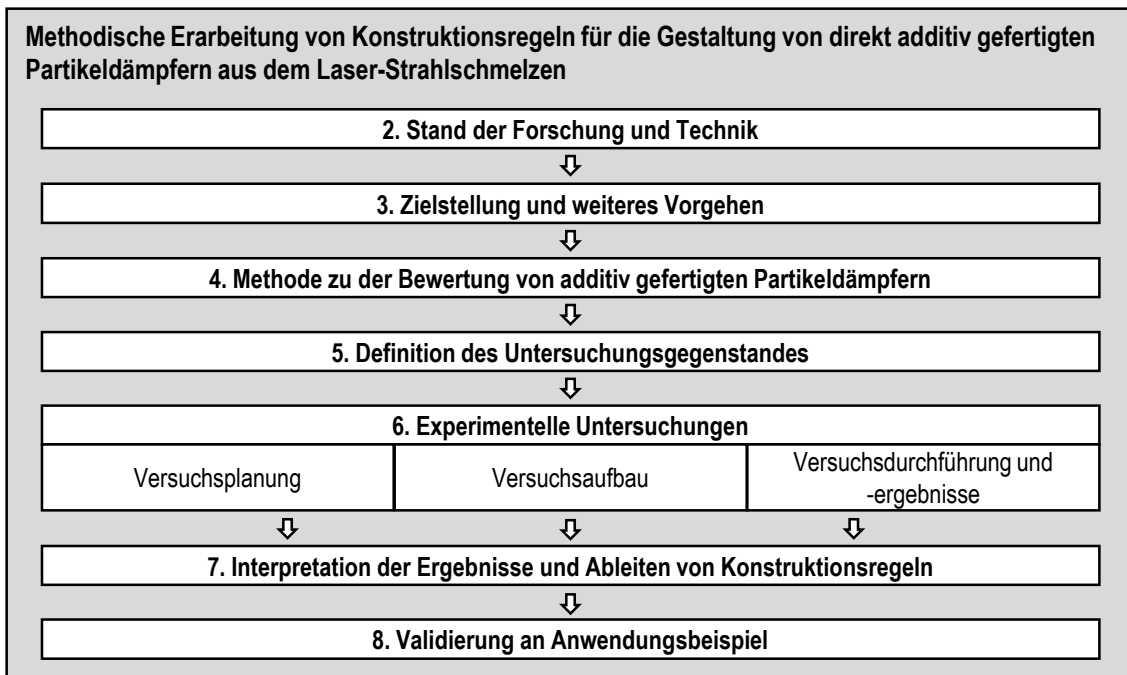 Methodische Erarbeitung von Konstruktionsregeln für die Gestaltung von direkt additiv gefertigten
Partikeldämpfern aus dem Laser-Strahlschmelzen
2. Stand der Forschung und Technik
3. Zielstellung und weiteres Vorgehen
4. Methode zu der Bewertung von additiv gefertigten Partikeldämpfern
5. Definition des Untersuchungsgegenstandes
6. Experimentelle Untersuchungen
Versuchsplanung
Versuchsaufbau
Versuchsdurchführung und
-ergebnisse
7. Interpretation der Ergebnisse und Ableiten von Konstruktionsregeln
8. Validierung an Anwendungsbeispiel